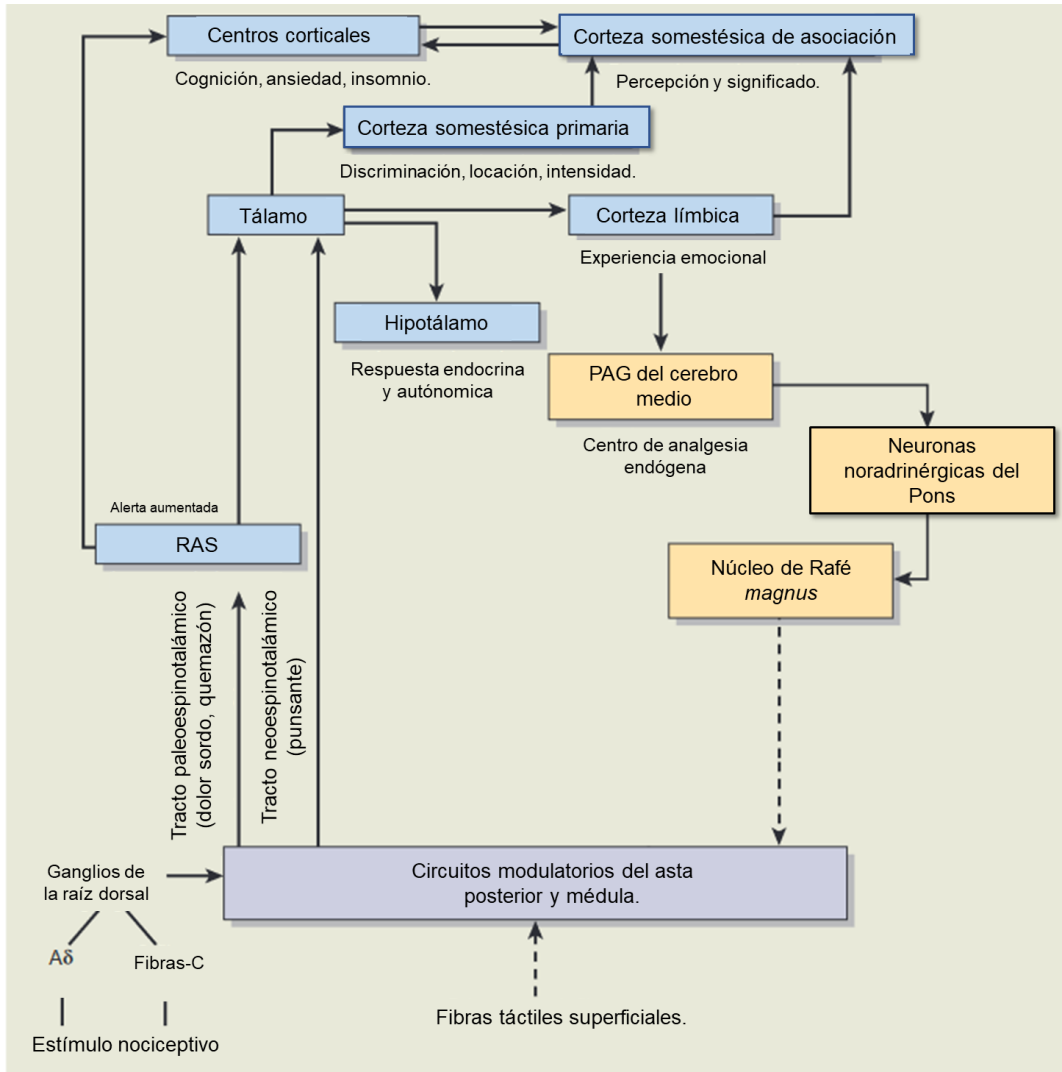 Centros corticales
Corteza somestésica de asociación
Cognición, ansiedad, insomnio.
Percepción y significado.
Corteza somestésica primaria
Discriminación, locación, intensidad.
Tálamo
Corteza límbica
Experiencia emocional
Hipotálamo
Respuesta endocrina
y autónomica
PAG del cerebro
medio
Centro de analgesia
endógena
Neuronas
noradrinérgicas del
Pons
Alerta aumentada
RAS
Núcleo de Rafé
magnus
Tracto paleoespinotalámico
(dolor sordo, quemazón)
Tracto neoespinotalámico
(punsante)
Ganglios de
la raíz dorsal
Circuitos modulatorios del asta
posterior y médula.
Aδ
Fibras-C
Estímulo nociceptivo
Fibras táctiles superficiales.